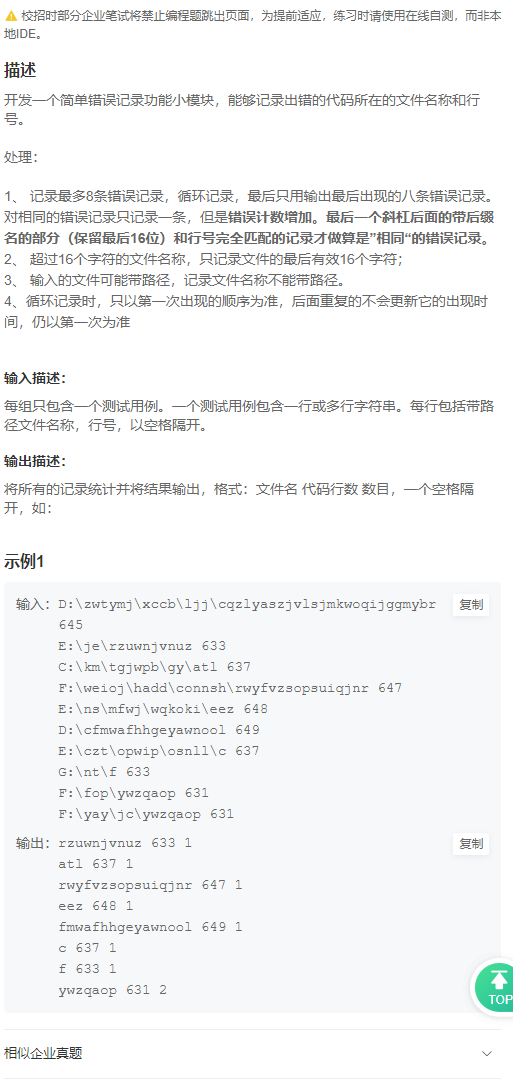 校招时部分企业笔试将禁止编程题跳出页面，为提前适应，练习时请使用在线自测，而非本
地IDE。
描述
开发一个简单错误记录功能小模块，能够记录出错的代码所在的文件名称和行
号。
处理：
1、 记录最多8条错误记录，循环记录，最后只用输出最后出现的八条错误记录。
对相同的错误记录只记录一条，但是错误计数增加。最后一个斜杠后面的带后缀
名的部分（保留最后16位）和行号完全匹配的记录才做算是”相同“的错误记录。
2、 超过16个字符的文件名称，只记录文件的最后有效16个字符；
3、 输入的文件可能带路径，记录文件名称不能带路径。
4、循环记录时，只以第一次出现的顺序为准，后面重复的不会更新它的出现时
间，仍以第一次为准
输入描述：
每组只包含一个测试用例。一个测试用例包含一行或多行字符串。每行包括带路
径文件名称，行号，以空格隔开。
输出描述：
将所有的记录统计并将结果输出，格式：文件名 代码行数 数目，一个空格隔
开，如：
示例1
输入： D:\zwtymj\xccb\ljj\cqzlyaszjvlsjmkwoqijggmybr 复制
645
E:\je\rzuwnjvnuz 633
C:\km\tgjwpb\gy\atl 637
F:\weioj\hadd\connsh\rwyfvzsopsuiqjnr 647
E:\ns\mfwj\wqkoki\eez 648
D:\cfmwafhhgeyawnool 649
E:\czt\opwip\osnll\c 637
G:\nt\f 633
F:\fop\ywzqaop 631
F:\yay\jc\ywzqaop 631
输出： rzuwnjvnuz 633 1 复制
atl 637 1
rwyfvzsopsuiqjnr 647 1
eez 648 1
fmwafhhgeyawnool 649 1
c 637 1
f 633 1
ywzqaop 631 2
TOP
相似企业真题